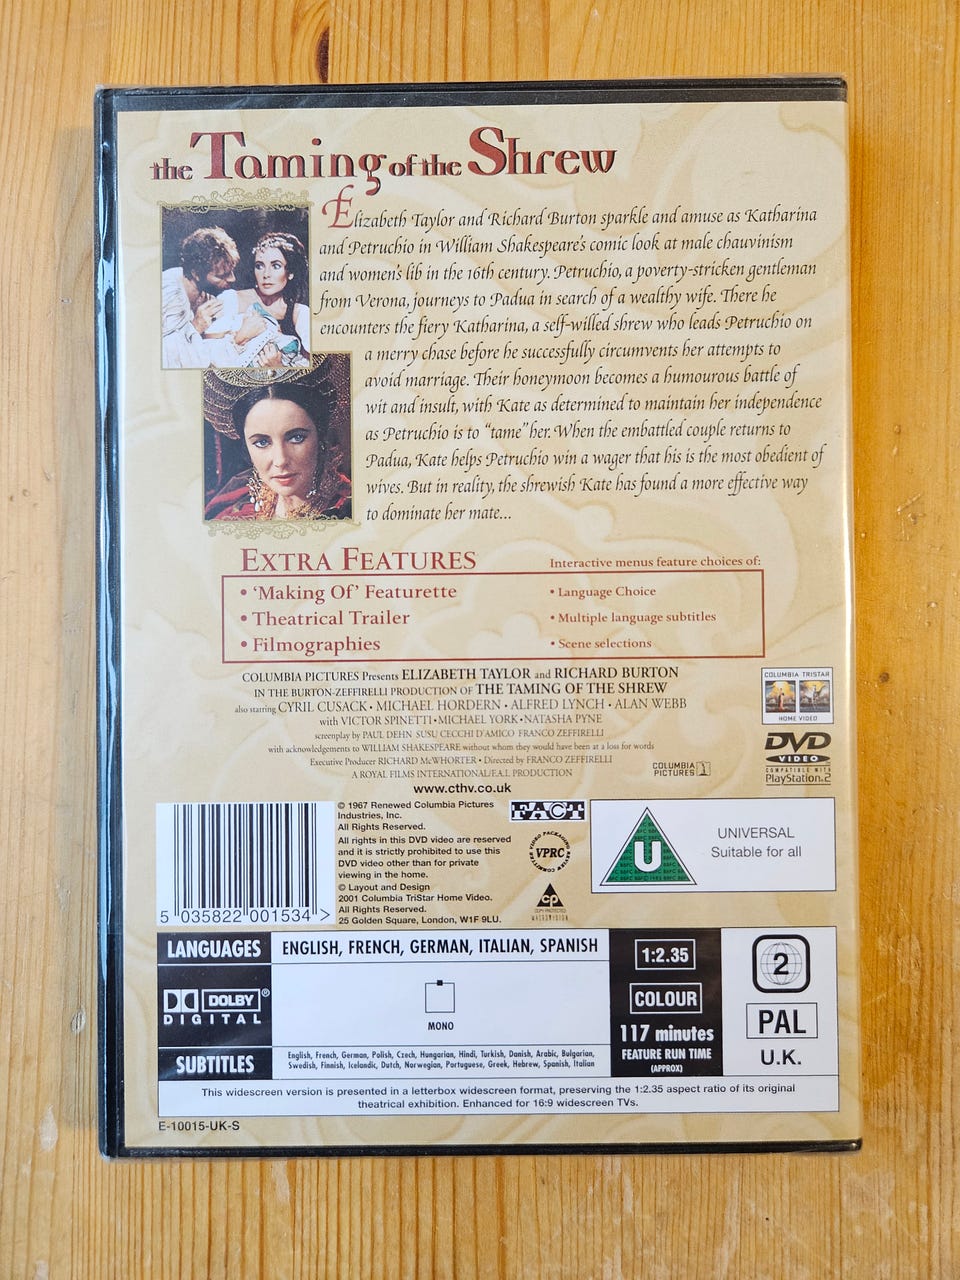 the Taming of the Shrew
Elizabeth Taylor and Richard Burton sparkle and amuse as Katharina
and Petruchio in William Shakespeare's comic look at male chauvinism
and women's lib in the 16th century. Petruchio, a poverty-stricken gentleman
from Verona, journeys to Padua in search of a wealthy wife. There he
encounters the fiery Katharina, a self-willed shrew who leads Petruchio on
a merry chase before he successfully circumvents her attempts to
avoid marriage. Their honeymoon becomes a humourous battle of
wit and insult, with Kate as determined to maintain her independence
as Petruchio is to "tame" her. When the embattled couple returns to
Padua, Kate helps Petruchio win a wager that his is the most obedient of
wives. But in reality, the shrewish Kate has found a more effective way
to dominate her mate...
EXTRA FEATURES
• 'Making Of' Featurette
• Theatrical Trailer
• Filmographies
Interactive menus feature choices of:
• Language Choice
• Multiple language subtitles
• Scene selections
COLUMBIA PICTURES Presents ELIZABETH TAYLOR and RICHARD BURTON
IN THE BURTON-ZEFFIRELLI PRODUCTION OF THE TAMING OF THE SHREW
also starring CYRIL CUSACK • MICHAEL HORDERN • ALFRED LYNCH • ALAN WEBB
with VICTOR SPINETTI • MICHAEL YORK • NATASHA PYNE
screenplay by PAUL DEHN SUSU CECCHI D'AMICO FRANCO ZEFFIRELLI
with acknowledgements to WILLIAM SHAKESPEARE without whom they would have been at a loss for words
Executive Producer RICHARD McWHORTER • Directed by FRANCO ZEFFIRELLI
A ROYAL FILMS INTERNATIONAL/F.A.I. PRODUCTION
www.cthv.co.uk
COLUMBIA PICTURES
COLUMBIA TRISTAR
HOME VIDEO
DVD
VIDEO
COMPATIBLE WITH
PlayStation.2
5 035822 001534 >
© 1967 Renewed Columbia Pictures
Industries, Inc.
All Rights Reserved.
All rights in this DVD video are reserved
and it is strictly prohibited to use this
DVD video other than for private
viewing in the home.
© Layout and Design
2001 Columbia TriStar Home Video.
All Rights Reserved.
25 Golden Square, London, W1F 9LU.
FACT
VIDEO PACKAGING REVIEW COMMITTEE
VPRC
cp
COPY PROTECTED
MACROVISION
U
UNIVERSAL
Suitable for all
LANGUAGES
ENGLISH, FRENCH, GERMAN, ITALIAN, SPANISH
DOLBY®
DIGITAL
MONO
SUBTITLES
English, French, German, Polish, Czech, Hungarian, Hindi, Turkish, Danish, Arabic, Bulgarian,
Swedish, Finnish, Icelandic, Dutch, Norwegian, Portuguese, Greek, Hebrew, Spanish, Italian
1:2.35
COLOUR
117 minutes
FEATURE RUN TIME
(APPROX)
2
PAL
U.K.
This widescreen version is presented in a letterbox widescreen format, preserving the 1:2.35 aspect ratio of its original
theatrical exhibition. Enhanced for 16:9 widescreen TVs.
E-10015-UK-S